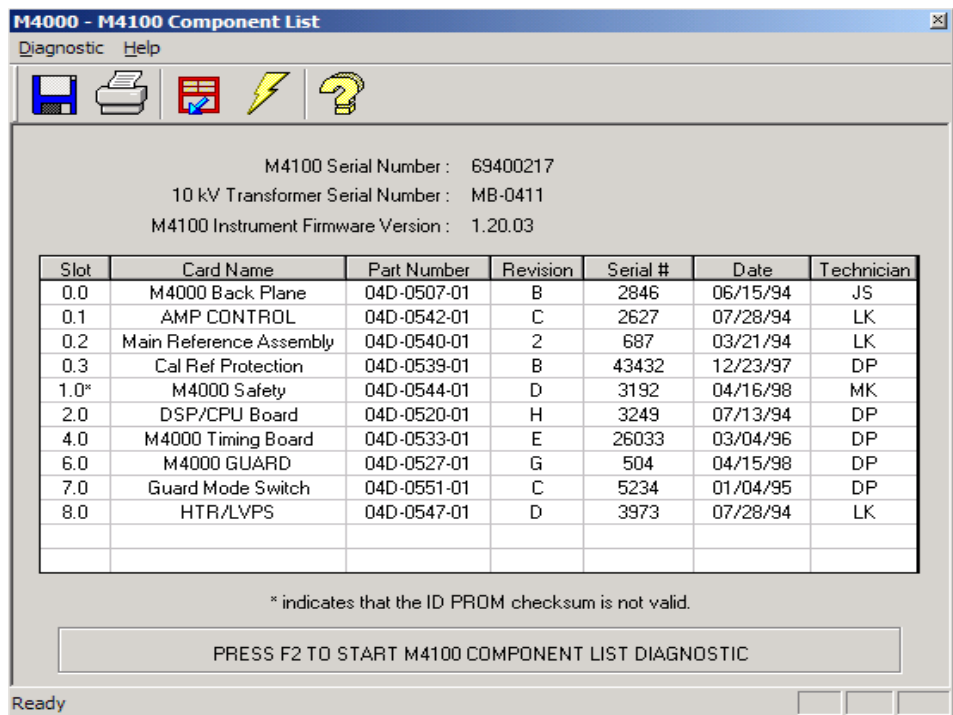 M4000 - M4100 Component List
Diagnostic Help
M4100 Serial Number : 69400217
10 kV Transformer Serial Number : MB-0411
M4100 Instrument Firmware Version : 1.20.03
Slot Card Name Part Number Revision Serial # Date Technician
0.0 M4000 Back Plane 04D-0507-01 B 2846 06/15/94 JS
0.1 AMP CONTROL 04D-0542-01 C 2627 07/28/94 LK
0.2 Main Reference Assembly 04D-0540-01 2 687 03/21/94 LK
0.3 Cal Ref Protection 04D-0539-01 B 43432 12/23/97 DP
1.0* M4000 Safety 04D-0544-01 D 3192 04/16/98 MK
2.0 DSP/CPU Board 04D-0520-01 H 3249 07/13/94 DP
4.0 M4000 Timing Board 04D-0533-01 E 26033 03/04/96 DP
6.0 M4000 GUARD 04D-0527-01 G 504 04/15/98 DP
7.0 Guard Mode Switch 04D-0551-01 C 5234 01/04/95 DP
8.0 HTR/LVPS 04D-0547-01 D 3973 07/28/94 LK
* indicates that the ID PROM checksum is not valid.
PRESS F2 TO START M4100 COMPONENT LIST DIAGNOSTIC
Ready